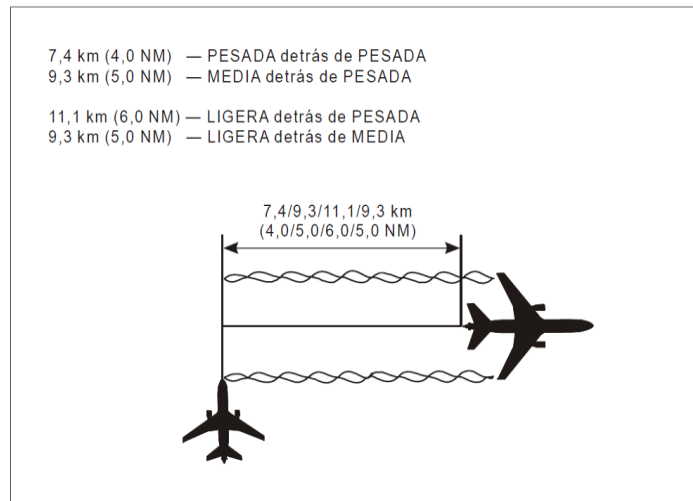 7,4 km (4,0 NM) — PESADA detrás de PESADA
9,3 km (5,0 NM) — MEDIA detrás de PESADA
11,1 km (6,0 NM) — LIGERA detrás de PESADA
9,3 km (5,0 NM) — LIGERA detrás de MEDIA
7,4/9,3/11,1/9,3 km
(4,0/5,0/6,0/5,0 NM)